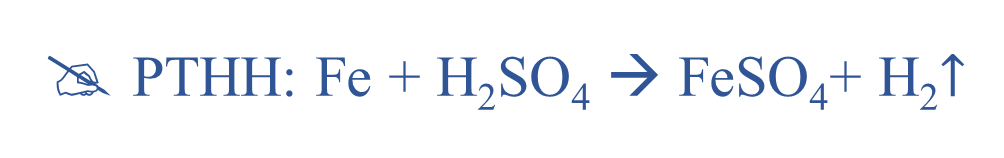 ✍ PTHH: Fe + H₂SO₄ → FeSO₄+ H₂↑